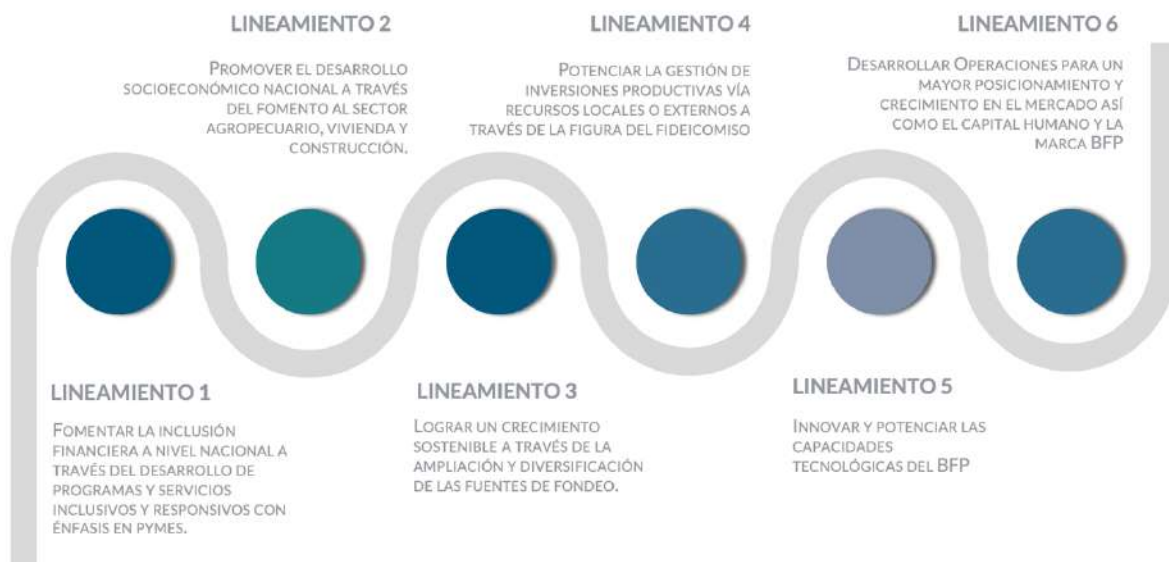 LINEAMIENTO 2
PROMOVER EL DESARROLLO
SOCIOECONÓMICO NACIONAL A TRAVÉS
DEL FOMENTO AL SECTOR
AGROPECUARIO, VIVIENDA Y
CONSTRUCCIÓN.
LINEAMIENTO 4
POTENCIAR LA GESTIÓN DE
INVERSIONES PRODUCTIVAS VÍA
RECURSOS LOCALES O EXTERNOS A
TRAVÉS DE LA FIGURA DEL FIDEICOMISO
LINEAMIENTO 6
DESARROLLAR OPERACIONES PARA UN
MAYOR POSICIONAMIENTO Y
CRECIMIENTO EN EL MERCADO ASÍ
COMO EL CAPITAL HUMANO Y LA
MARCA BFP
LINEAMIENTO 1
FOMENTAR LA INCLUSIÓN
FINANCIERA A NIVEL NACIONAL A
TRAVÉS DEL DESARROLLO DE
PROGRAMAS Y SERVICIOS
INCLUSIVOS Y RESPONSIVOS CON
ÉNFASIS EN PYMES.
LINEAMIENTO 3
LOGRAR UN CRECIMIENTO
SOSTENIBLE A TRAVÉS DE LA
AMPLIACIÓN Y DIVERSIFICACIÓN
DE LAS FUENTES DE FONDEO.
LINEAMIENTO 5
INNOVAR Y POTENCIAR LAS
CAPACIDADES
TECNOLÓGICAS DEL BFP